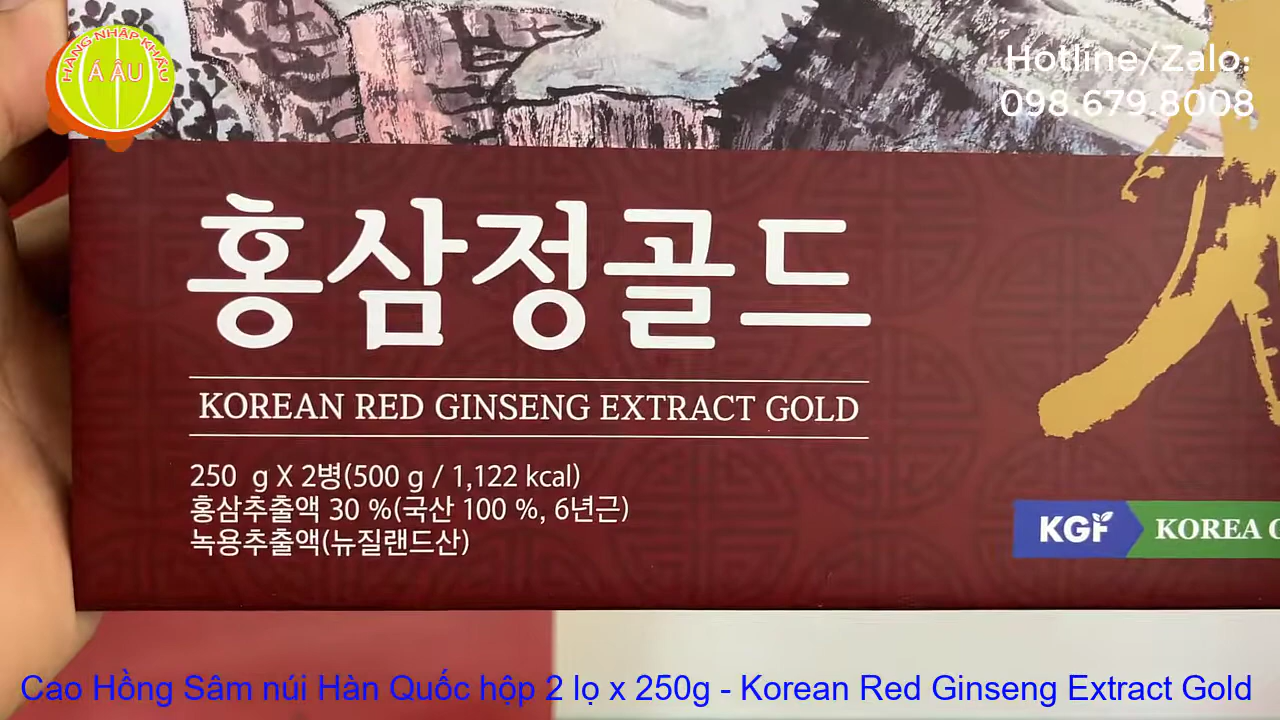 HÀNG NHẬP KHẨU
Á ÂU
Hotline/Zalo:
098.679.8008
홍삼정골드
KOREAN RED GINSENG EXTRACT GOLD
250 g X 2병(500 g / 1,122 kcal)
홍삼추출액 30 %(국산 100 %, 6년근)
녹용추출액(뉴질랜드산)
KGF KOREA
Cao Hồng Sâm núi Hàn Quốc hộp 2 lọ x 250g - Korean Red Ginseng Extract Gold